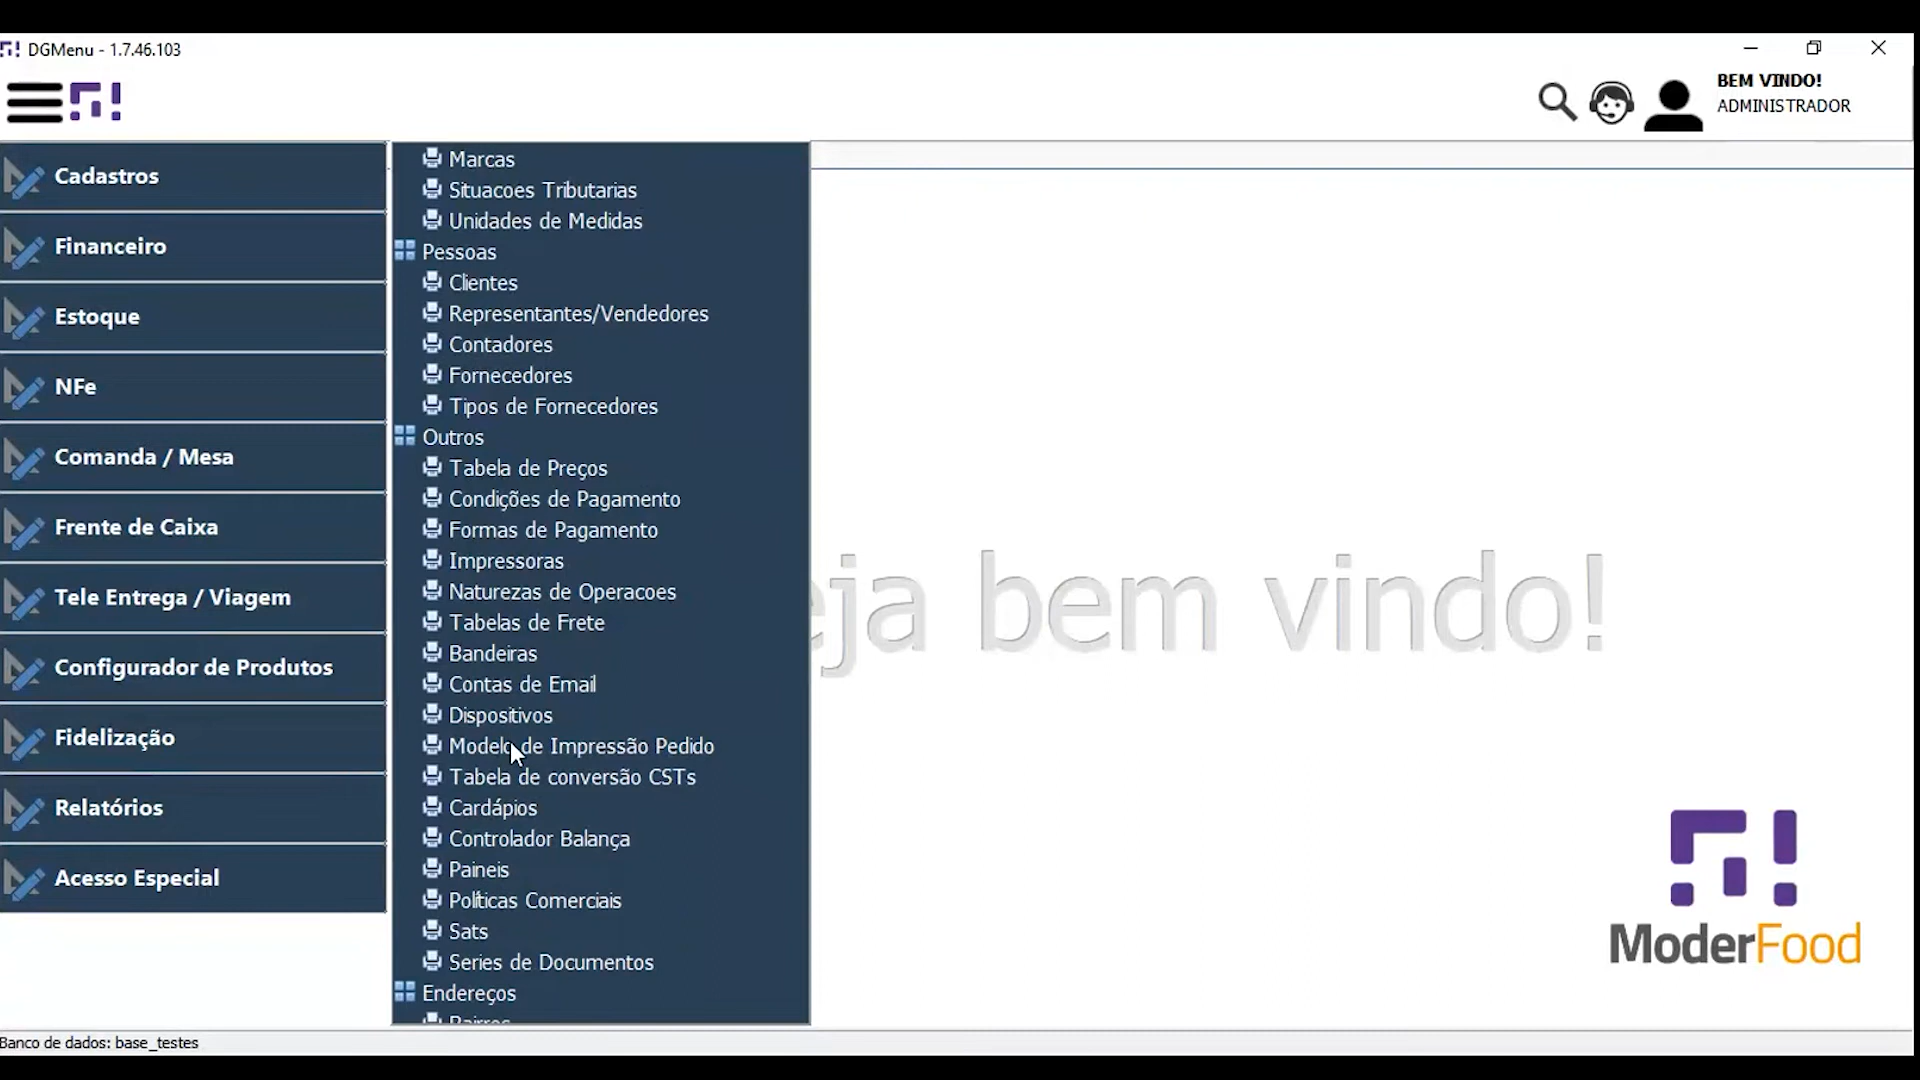 DGMenu - 1.7.46.103
BEM VINDO!
ADMINISTRADOR
Cadastros
Financeiro
Estoque
NFe
Comanda / Mesa
Frente de Caixa
Tele Entrega / Viagem
Configurador de Produtos
Fidelização
Relatórios
Acesso Especial
Marcas
Situacoes Tributarias
Unidades de Medidas
Pessoas
Clientes
Representantes/Vendedores
Contadores
Fornecedores
Tipos de Fornecedores
Outros
Tabela de Preços
Condições de Pagamento
Formas de Pagamento
Impressoras
Naturezas de Operacoes
Tabelas de Frete
Bandeiras
Contas de Email
Dispositivos
Modelo de Impressão Pedido
Tabela de conversão CSTs
Cardápios
Controlador Balança
Paineis
Políticas Comerciais
Sats
Series de Documentos
Endereços
Bairros
eja bem vindo!
ModerFood
Banco de dados: base_testes